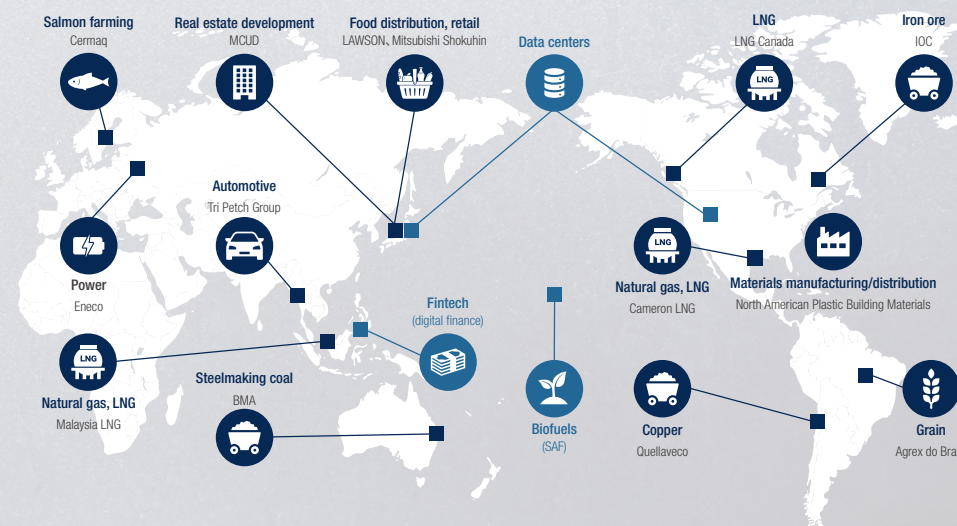 Salmon farming
Cermaq
Real estate development
MCUD
Food distribution, retail
LAWSON、Mitsubishi Shokuhin
Data centers
LNG
LNG Canada
LNG
Iron ore
IOC
Automotive
Tri Petch Group
Power
Eneco
LNG
Natural gas, LNG
Cameron LNG
Materials manufacturing/distribution
North American Plastic Building Materials
Fintech
(digital finance)
LNG
Natural gas, LNG
Malaysia LNG
Steelmaking coal
BMA
Biofuels
(SAF)
Copper
Quellaveco
Grain
Agrex do Bra